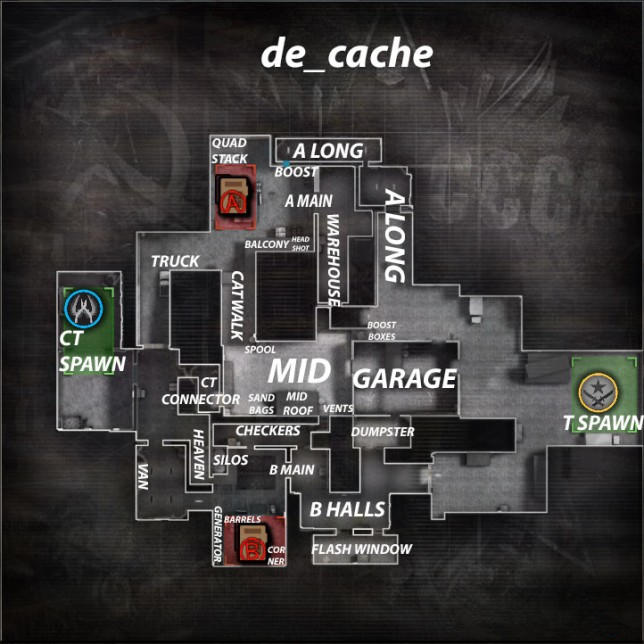 de_cache
QUAD
STACK
A LONG
BOOST
A
A MAIN
A LONG
WAREHOUSE
BALCONY
HEAD
SHOT
TRUCK
CATWALK
CT
SPAWN
BOOST
BOXES
SPOOL
MID
GARAGE
CT
CONNECTOR
SAND
BAGS
MID
ROOF
VENTS
T SPAWN
CHECKERS
DUMPSTER
HEAVEN
SILOS
B MAIN
VAN
B HALLS
GENERATOR
BARRELS
B
COR
NER
FLASH WINDOW